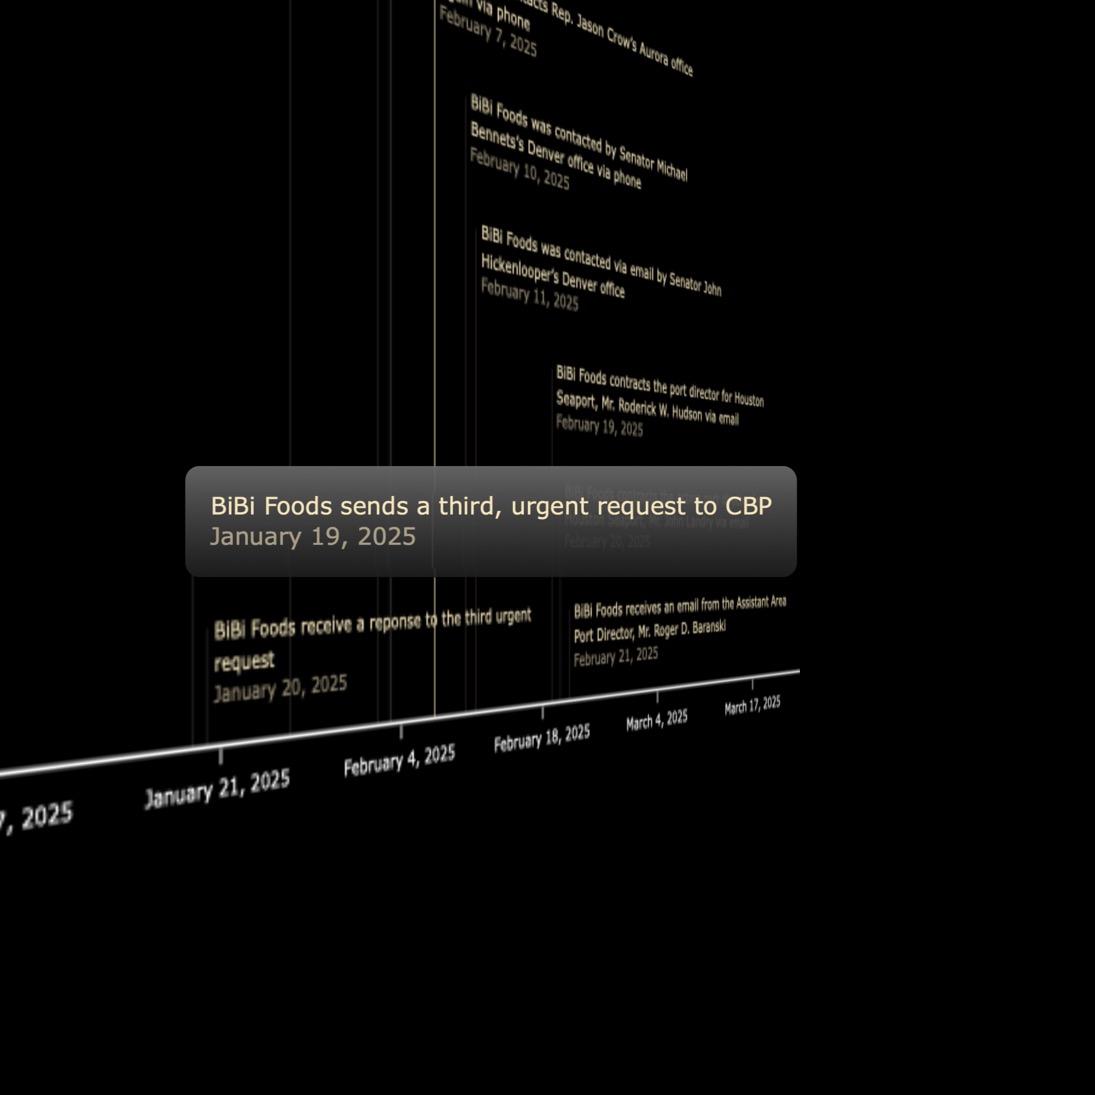 acts Rep. Jason Crow's Aurora office
via phone
February 7, 2025
BiBi Foods was contacted by Senator Michael
Bennets's Denver office via phone
February 10, 2025
BiBi Foods was contacted via email by Senator John
Hickenlooper's Denver office
February 11, 2025
BiBi Foods contracts the port director for Houston
Seaport, Mr. Roderick W. Hudson via email
February 19, 2025
BiBi Foods sends a third, urgent request to CBP
January 19, 2025
Houston Seaport, Mr. John Landry via email
February 20, 2025
BiBi Foods receive a reponse to the third urgent
request
January 20, 2025
BiBi Foods receives an email from the Assistant Area
Port Director, Mr. Roger D. Baranski
February 21, 2025
7, 2025
January 21, 2025
February 4, 2025
February 18, 2025
March 4, 2025
March 17, 2025